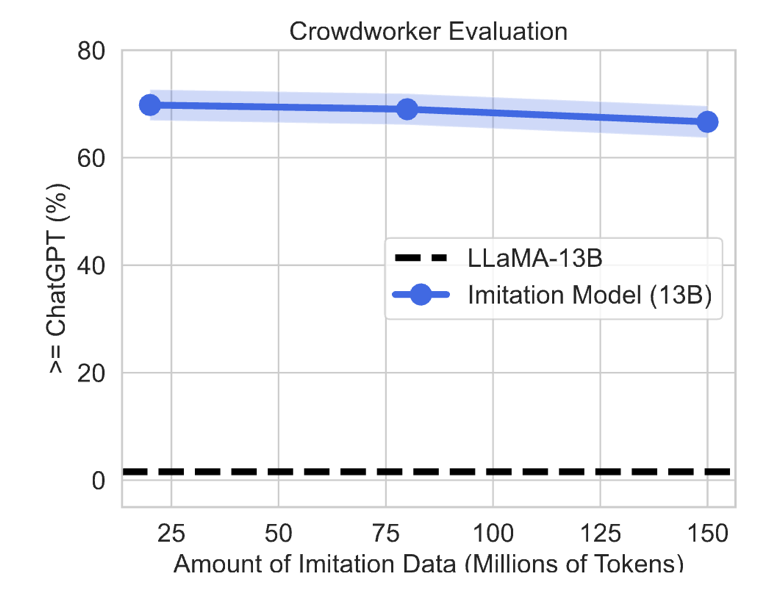 Crowdworker Evaluation
80
60
40
20
0
>= ChatGPT (%)
LLaMA-13B
Imitation Model (13B)
25 50 75 100 125 150
Amount of Imitation Data (Millions of Tokens)